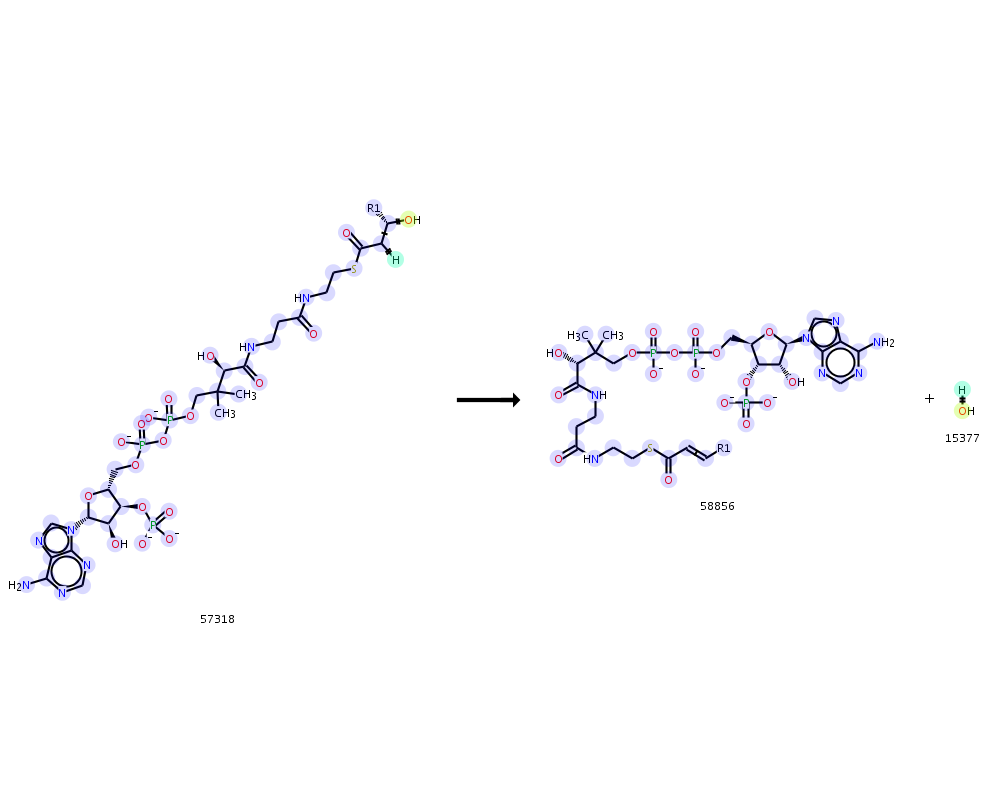 R1
OH
O
H
S
HN
O
HN
HO
O
CH3
CH3
O
O
O-
P
O
O-
P
O
O
O
O
O
P
O-
O-
OH
N
N
N
N
H2N
57318
H3C
CH3
HO
O
P
O
O-
O
P
O
O-
O
O
N
N
N
N
NH2
OH
O
O-
P
O-
O
O
NH
O
HN
S
O
R1
58856
+
H
OH
15377